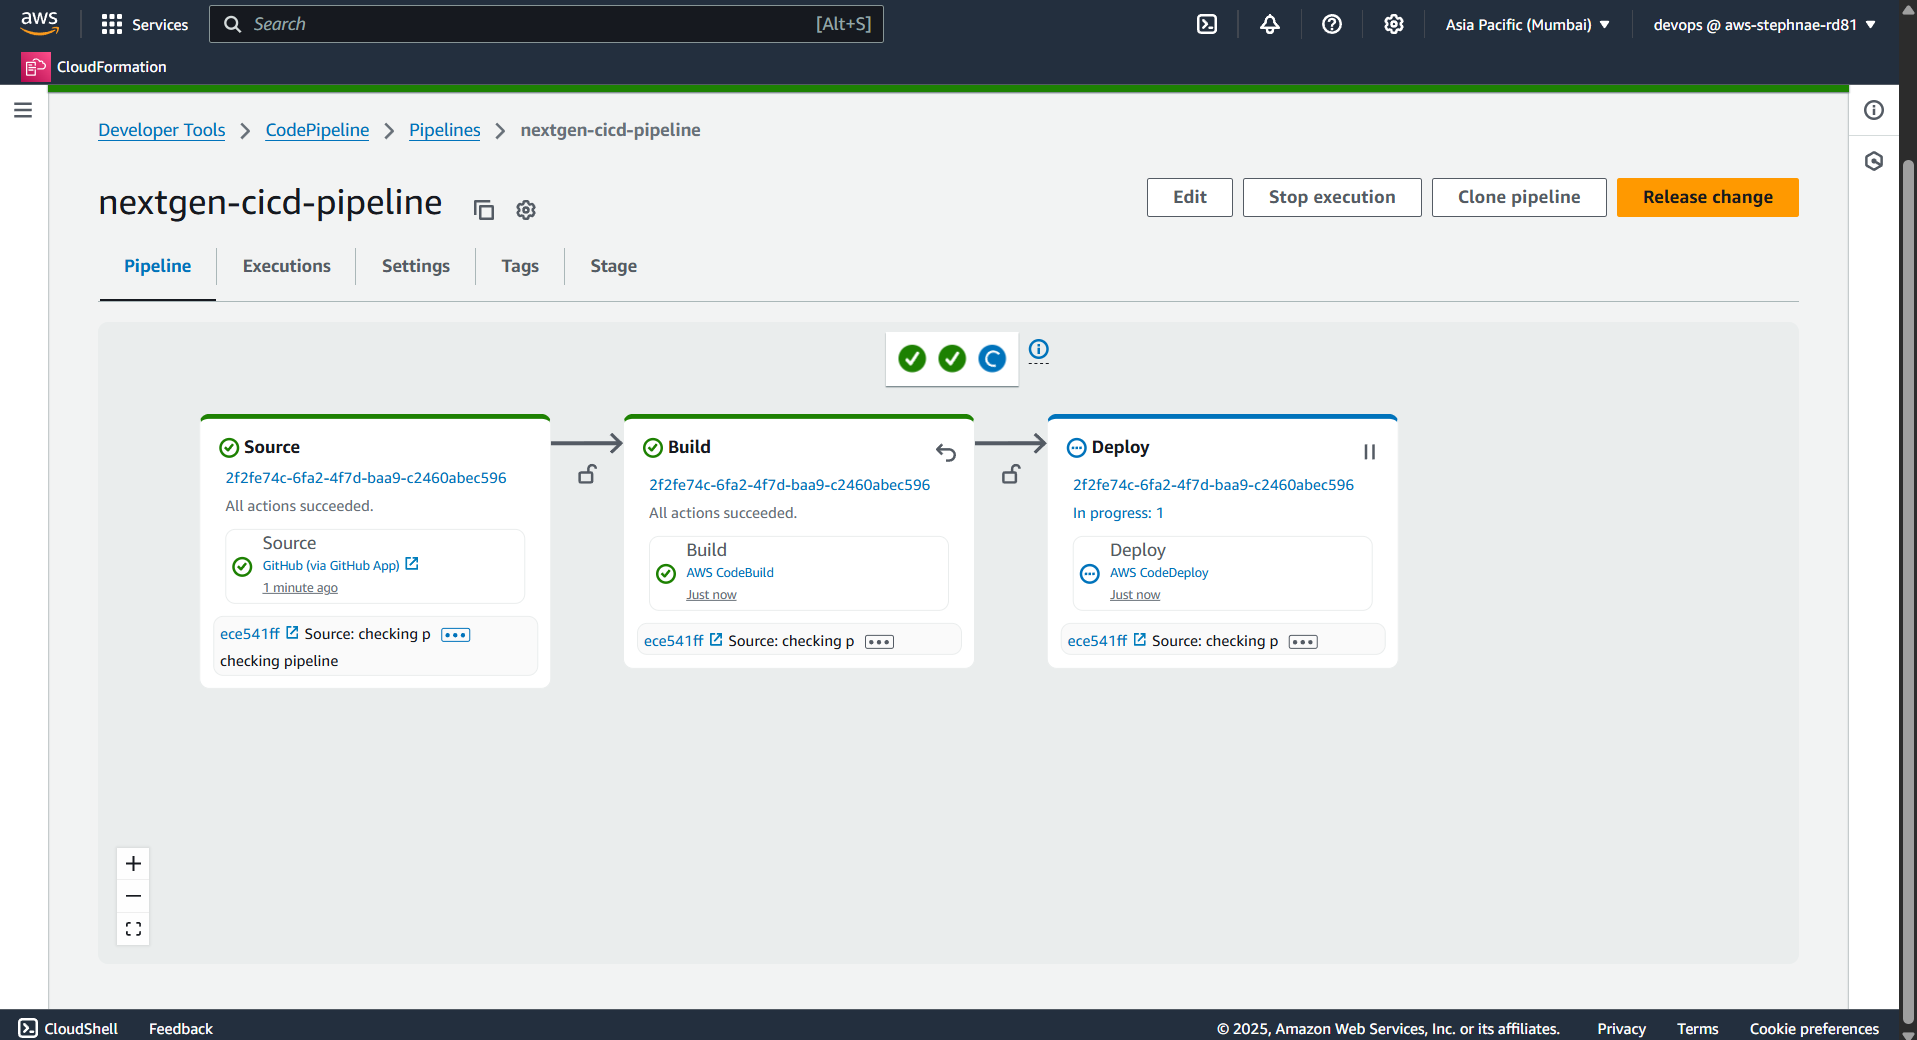 aws
Services
Search
[Alt+S]
Asia Pacific (Mumbai)
devops @ aws-stephnae-rd81
CloudFormation
Developer Tools
CodePipeline
Pipelines
nextgen-cicd-pipeline
nextgen-cicd-pipeline
Edit
Stop execution
Clone pipeline
Release change
Pipeline
Executions
Settings
Tags
Stage
Source
2f2fe74c-6fa2-4f7d-baa9-c2460abec596
All actions succeeded.
Source
GitHub (via GitHub App)
1 minute ago
ece541ff Source: checking p
checking pipeline
Build
2f2fe74c-6fa2-4f7d-baa9-c2460abec596
All actions succeeded.
Build
AWS CodeBuild
Just now
ece541ff Source: checking p
Deploy
2f2fe74c-6fa2-4f7d-baa9-c2460abec596
In progress: 1
Deploy
AWS CodeDeploy
Just now
ece541ff Source: checking p
CloudShell
Feedback
© 2025, Amazon Web Services, Inc. or its affiliates.
Privacy
Terms
Cookie preferences